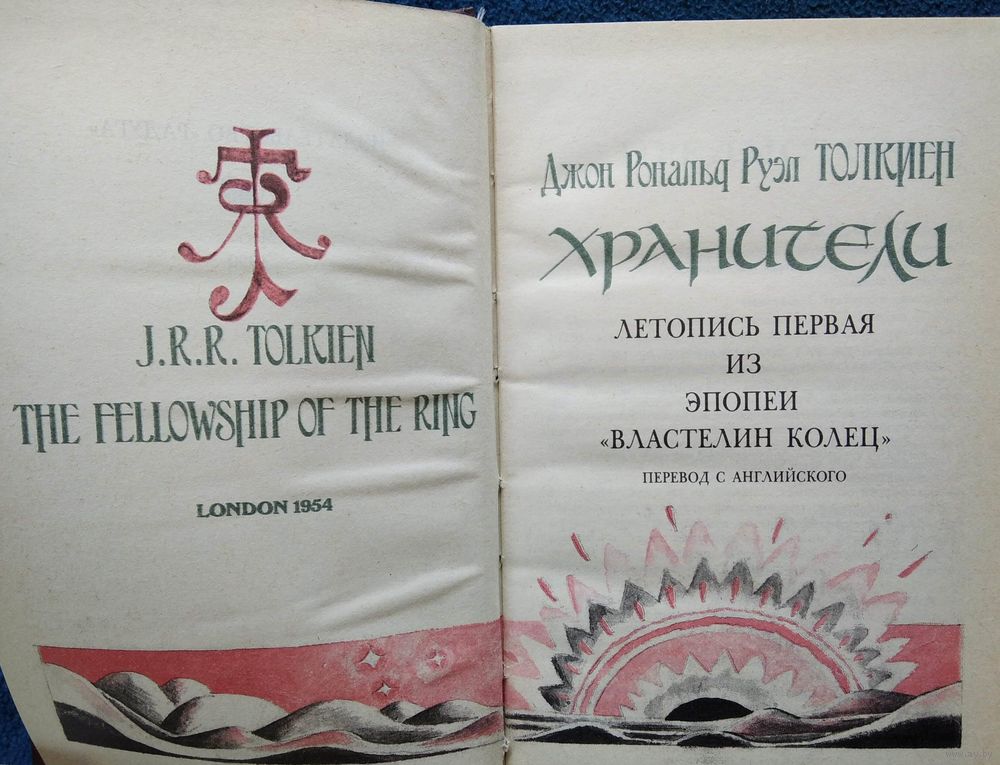 J.R.R. TOLKIEN
THE FELLOWSHIP OF THE RING
LONDON 1954
Джон Рональд Руэл ТОЛКИЕН
ХРАНИТЕЛИ
ЛЕТОПИСЬ ПЕРВАЯ
ИЗ
ЭПОПЕИ
«ВЛАСТЕЛИН КОЛЕЦ»
ПЕРЕВОД С АНГЛИЙСКОГО